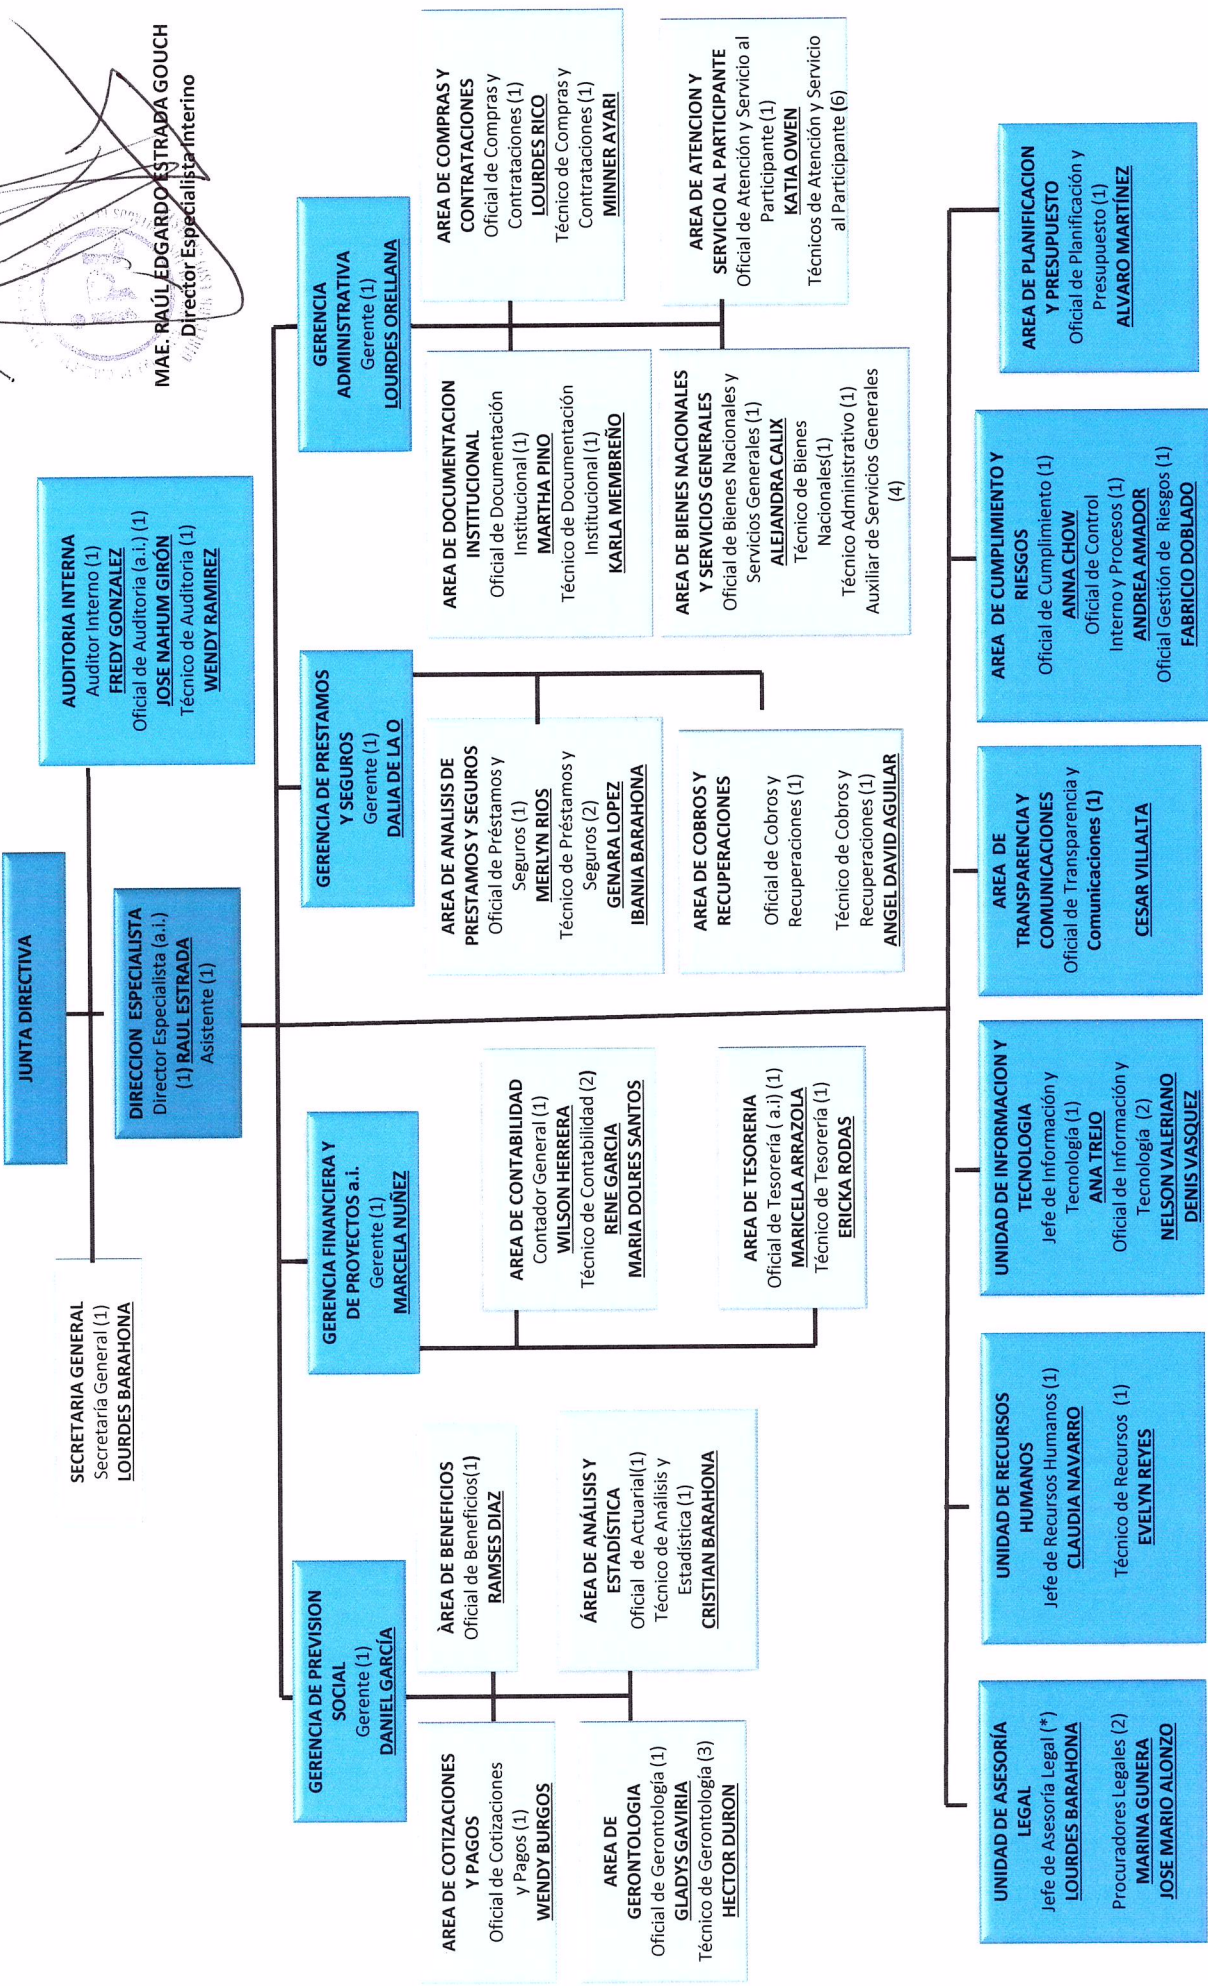 MAE. RAÚL EDGARDO ESTRADA GOUCH
Director Especialista Interino
JUNTA DIRECTIVA
SECRETARIA GENERAL
Secretaría General (1)
LOURDES BARAHONA
AUDITORIA INTERNA
Auditor Interno (1)
FREDY GONZALEZ
Oficial de Auditoria (a.i.) (1)
JOSE NAHUM GIRÓN
Técnico de Auditoria (1)
WENDY RAMIREZ
DIRECCION ESPECIALISTA
Director Especialista (a.i.)
(1) RAUL ESTRADA
Asistente (1)
GERENCIA DE PREVISION
SOCIAL
Gerente (1)
DANIEL GARCÍA
GERENCIA FINANCIERA Y
DE PROYECTOS a.i.
Gerente (1)
MARCELA NUÑEZ
GERENCIA DE PRESTAMOS
Y SEGUROS
Gerente (1)
DALIA DE LA O
GERENCIA
ADMINISTRATIVA
Gerente (1)
LOURDES ORELLANA
AREA DE COTIZACIONES
Y PAGOS
Oficial de Cotizaciones
y Pagos (1)
WENDY BURGOS
ÀREA DE BENEFICIOS
Oficial de Beneficios(1)
RAMSES DIAZ
AREA DE
GERONTOLOGIA
Oficial de Gerontología (1)
GLADYS GAVIRIA
Técnico de Gerontología (3)
HECTOR DURON
ÁREA DE ANÁLISIS Y
ESTADÍSTICA
Oficial de Actuarial(1)
Técnico de Análisis y
Estadística (1)
CRISTIAN BARAHONA
AREA DE CONTABILIDAD
Contador General (1)
WILSON HERRERA
Técnico de Contabilidad (2)
RENE GARCIA
MARIA DOLRES SANTOS
AREA DE TESORERIA
Oficial de Tesorería ( a.i) (1)
MARICELA ARRAZOLA
Técnico de Tesorería (1)
ERICKA RODAS
AREA DE ANALISIS DE
PRESTAMOS Y SEGUROS
Oficial de Préstamos y
Seguros (1)
MERLYN RIOS
Técnico de Préstamos y
Seguros (2)
GENARA LOPEZ
IBANIA BARAHONA
AREA DE COBROS Y
RECUPERACIONES
Oficial de Cobros y
Recuperaciones (1)
Técnico de Cobros y
Recuperaciones (1)
ANGEL DAVID AGUILAR
AREA DE DOCUMENTACION
INSTITUCIONAL
Oficial de Documentación
Institucional (1)
MARTHA PINO
Técnico de Documentación
Institucional (1)
KARLA MEMBREÑO
AREA DE COMPRAS Y
CONTRATACIONES
Oficial de Compras y
Contrataciones (1)
LOURDES RICO
Técnico de Compras y
Contrataciones (1)
MINNER AYARI
AREA DE BIENES NACIONALES
Y SERVICIOS GENERALES
Oficial de Bienes Nacionales y
Servicios Generales (1)
ALEJANDRA CALIX
Técnico de Bienes
Nacionales(1)
Técnico Administrativo (1)
Auxiliar de Servicios Generales
(4)
AREA DE ATENCION Y
SERVICIO AL PARTICIPANTE
Oficial de Atención y Servicio al
Participante (1)
KATIA OWEN
Técnicos de Atención y Servicio
al Participante (6)
UNIDAD DE ASESORÍA
LEGAL
Jefe de Asesoría Legal (*)
LOURDES BARAHONA
Procuradores Legales (2)
MARINA GUNERA
JOSE MARIO ALONZO
UNIDAD DE RECURSOS
HUMANOS
Jefe de Recursos Humanos (1)
CLAUDIA NAVARRO
Técnico de Recursos (1)
EVELYN REYES
UNIDAD DE INFORMACION Y
TECNOLOGIA
Jefe de Información y
Tecnología (1)
ANA TREJO
Oficial de Información y
Tecnología (2)
NELSON VALERIANO
DENIS VASQUEZ
AREA DE
TRANSPARENCIA Y
COMUNICACIONES
Oficial de Transparencia y
Comunicaciones (1)
CESAR VILLALTA
AREA DE CUMPLIMIENTO Y
RIESGOS
Oficial de Cumplimiento (1)
ANNA CHOW
Oficial de Control
Interno y Procesos (1)
ANDREA AMADOR
Oficial Gestión de Riesgos (1)
FABRICIO DOBLADO
AREA DE PLANIFICACION
Y PRESUPUESTO
Oficial de Planificación y
Presupuesto (1)
ALVARO MARTÍNEZ